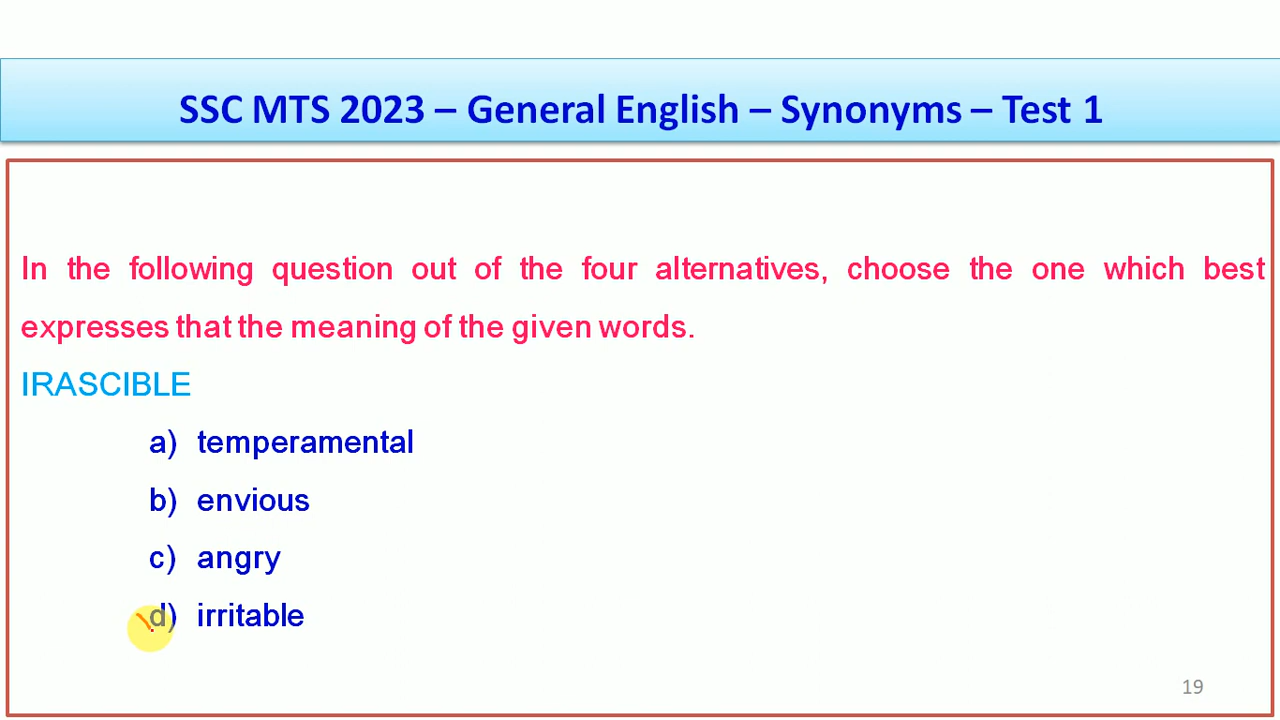 SSC MTS 2023 – General English – Synonyms – Test 1
In the following question out of the four alternatives, choose the one which best
expresses that the meaning of the given words.
IRASCIBLE
a) temperamental
b) envious
c) angry
d) irritable
19